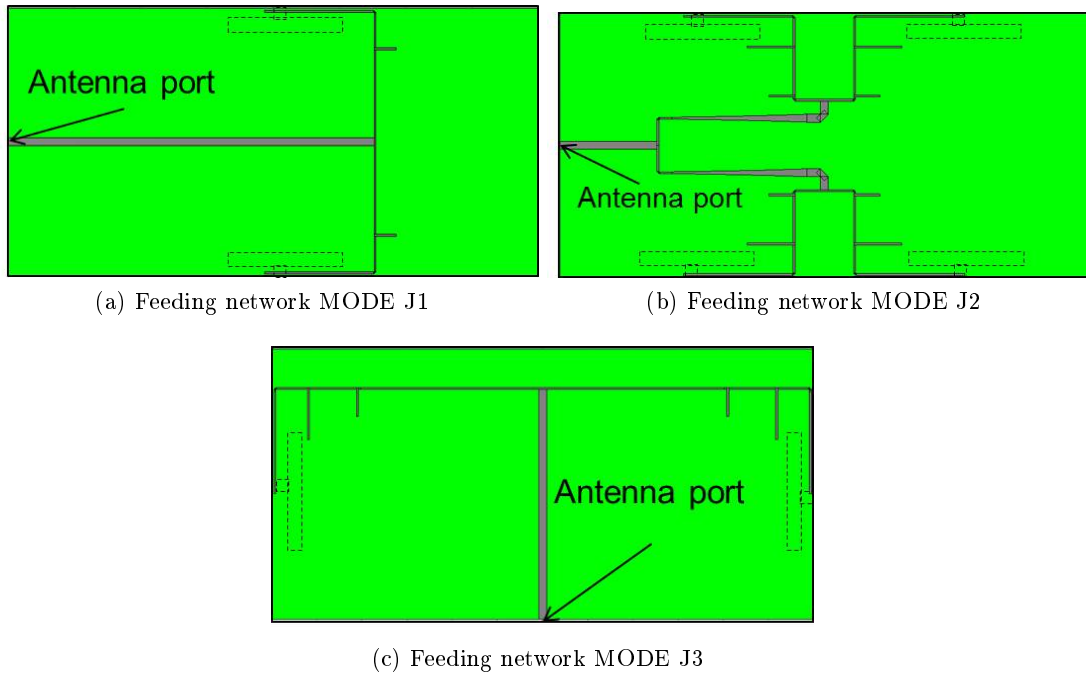 Antenna port
Antenna port
(a) Feeding network MODE J1
(b) Feeding network MODE J2
Antenna port
(c) Feeding network MODE J3